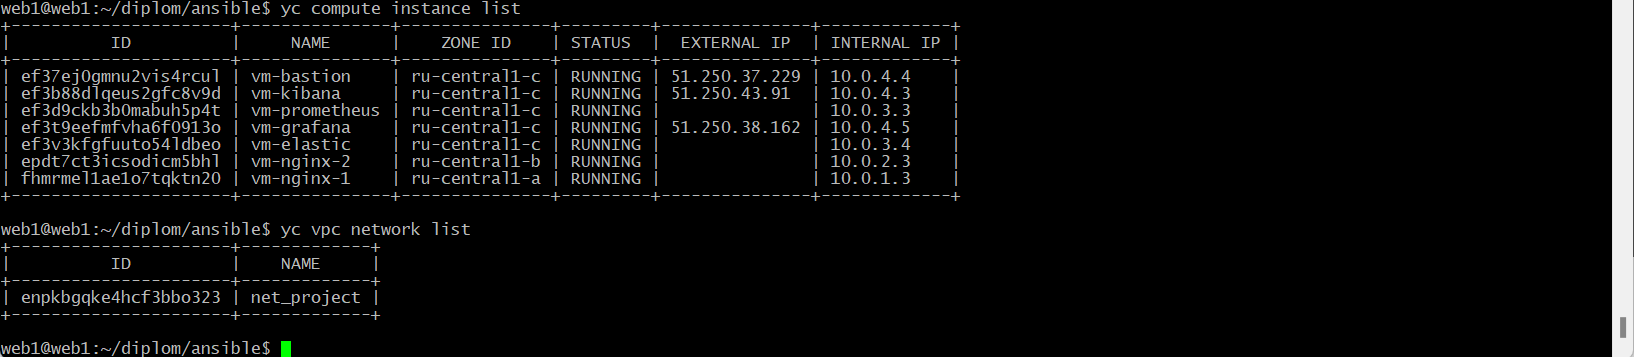 web1@web1:~/diplom/ansible$ yc compute instance list
+----------------------+---------------+---------------+---------+---------------+-------------+
|          ID          |     NAME      |    ZONE ID    | STATUS  |  EXTERNAL IP  | INTERNAL IP |
+----------------------+---------------+---------------+---------+---------------+-------------+
| ef37ej0gmnu2vis4rcul | vm-bastion    | ru-central1-c | RUNNING | 51.250.37.229 | 10.0.4.4    |
| ef3b88dlqeus2gfc8v9d | vm-kibana     | ru-central1-c | RUNNING | 51.250.43.91  | 10.0.4.3    |
| ef3d9ckb3b0mabuh5p4t | vm-prometheus | ru-central1-c | RUNNING |               | 10.0.3.3    |
| ef3t9eefmfvha6f0913o | vm-grafana    | ru-central1-c | RUNNING | 51.250.38.162 | 10.0.4.5    |
| ef3v3kfgfuuto54ldbeo | vm-elastic    | ru-central1-c | RUNNING |               | 10.0.3.4    |
| epdt7ct3icsodicm5bhl | vm-nginx-2    | ru-central1-b | RUNNING |               | 10.0.2.3    |
| fhmrmel1ae1o7tqktn20 | vm-nginx-1    | ru-central1-a | RUNNING |               | 10.0.1.3    |
+----------------------+---------------+---------------+---------+---------------+-------------+
web1@web1:~/diplom/ansible$ yc vpc network list
+----------------------+-------------+
|          ID          |    NAME     |
+----------------------+-------------+
| enpkbgqke4hcf3bbo323 | net_project |
+----------------------+-------------+
web1@web1:~/diplom/ansible$